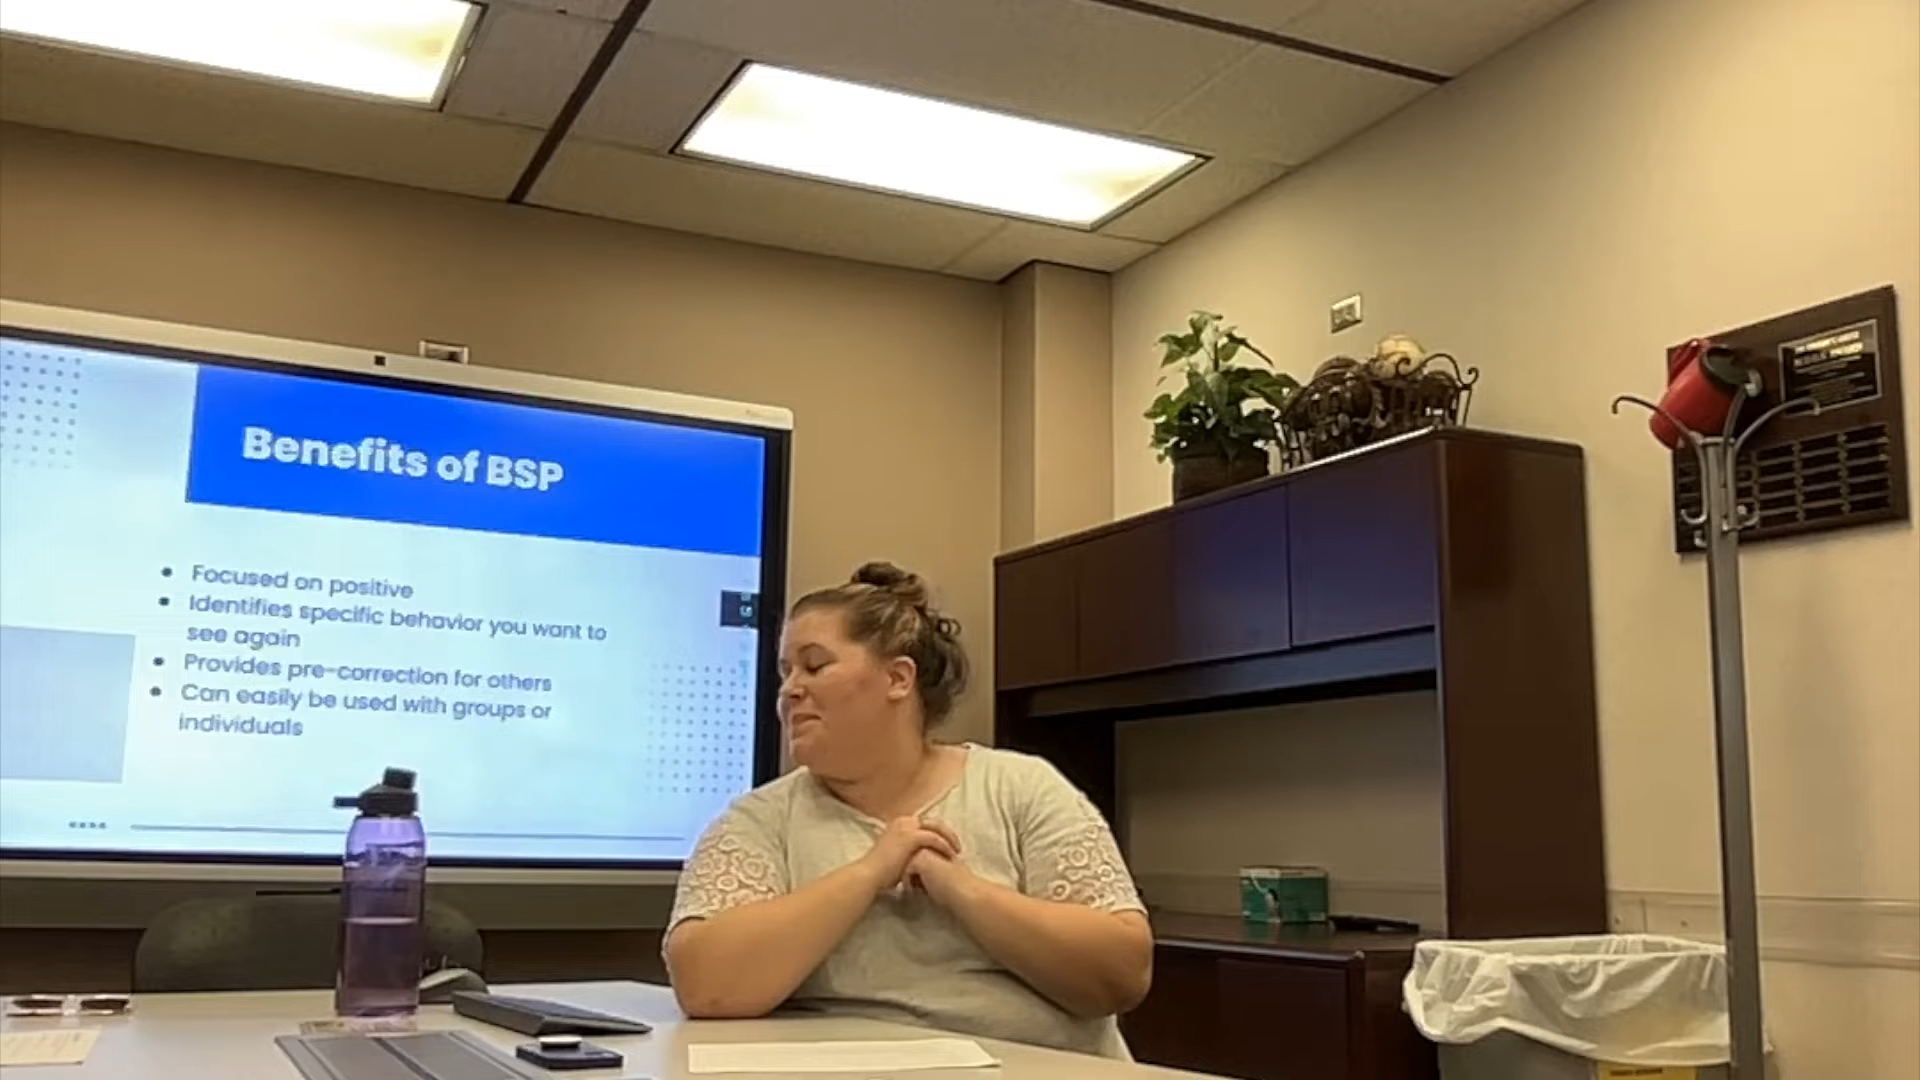 Benefits of BSP
Focused on positive
Identifies specific behavior you want to
see again
Provides pre-correction for others
Can easily be used with groups or
individuals